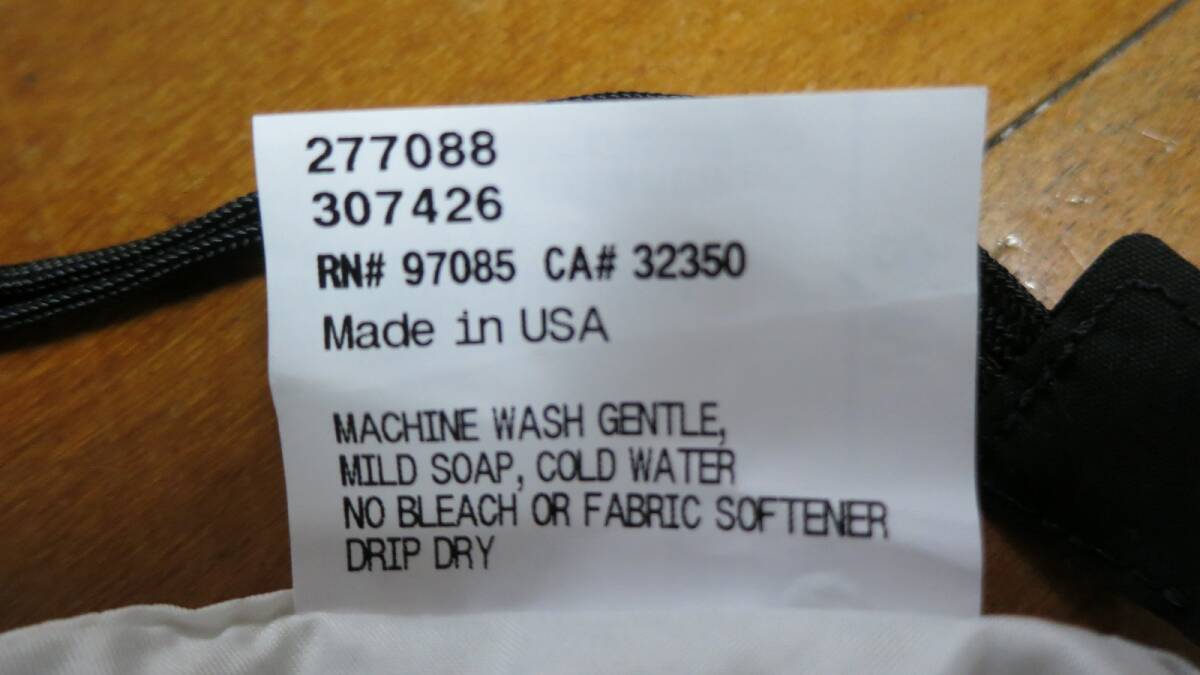 277088
307426
RN# 97085 CA# 32350
Made in USA
MACHINE WASH GENTLE,
MILD SOAP, COLD WATER
NO BLEACH OR FABRIC SOFTENER
DRIP DRY